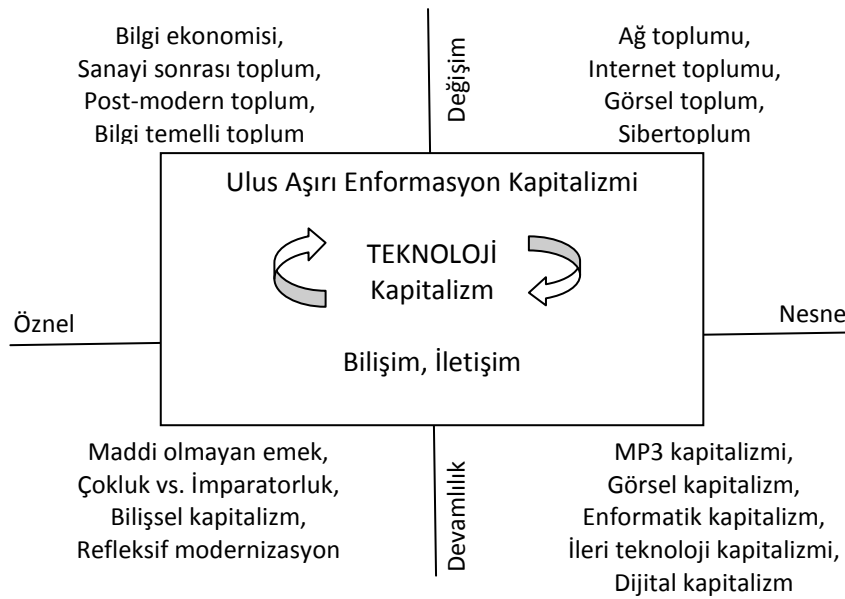 Bilgi ekonomisi,
Sanayi sonrası toplum,
Post-modern toplum,
Bilgi temelli toplum
Değişim
Ağ toplumu,
Internet toplumu,
Görsel toplum,
Sibertoplum
Ulus Aşırı Enformasyon Kapitalizmi
TEKNOLOJİ
Kapitalizm
Bilişim, İletişim
Öznel
Nesne
Maddi olmayan emek,
Çokluk vs. İmparatorluk,
Bilişsel kapitalizm,
Refleksif modernizasyon
Devamlılık
MP3 kapitalizmi,
Görsel kapitalizm,
Enformatik kapitalizm,
İleri teknoloji kapitalizmi,
Dijital kapitalizm